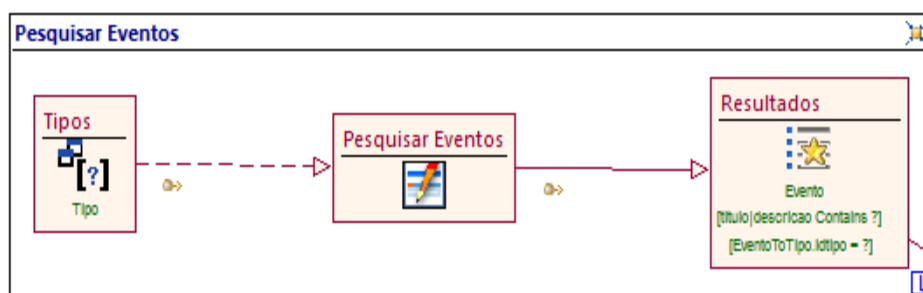 Pesquisar Eventos
Tipos
[?]
Tipo
Pesquisar Eventos
Resultados
Evento
[titulo|descricao Contains ?]
[EventoToTipo.idtipo = ?]
L